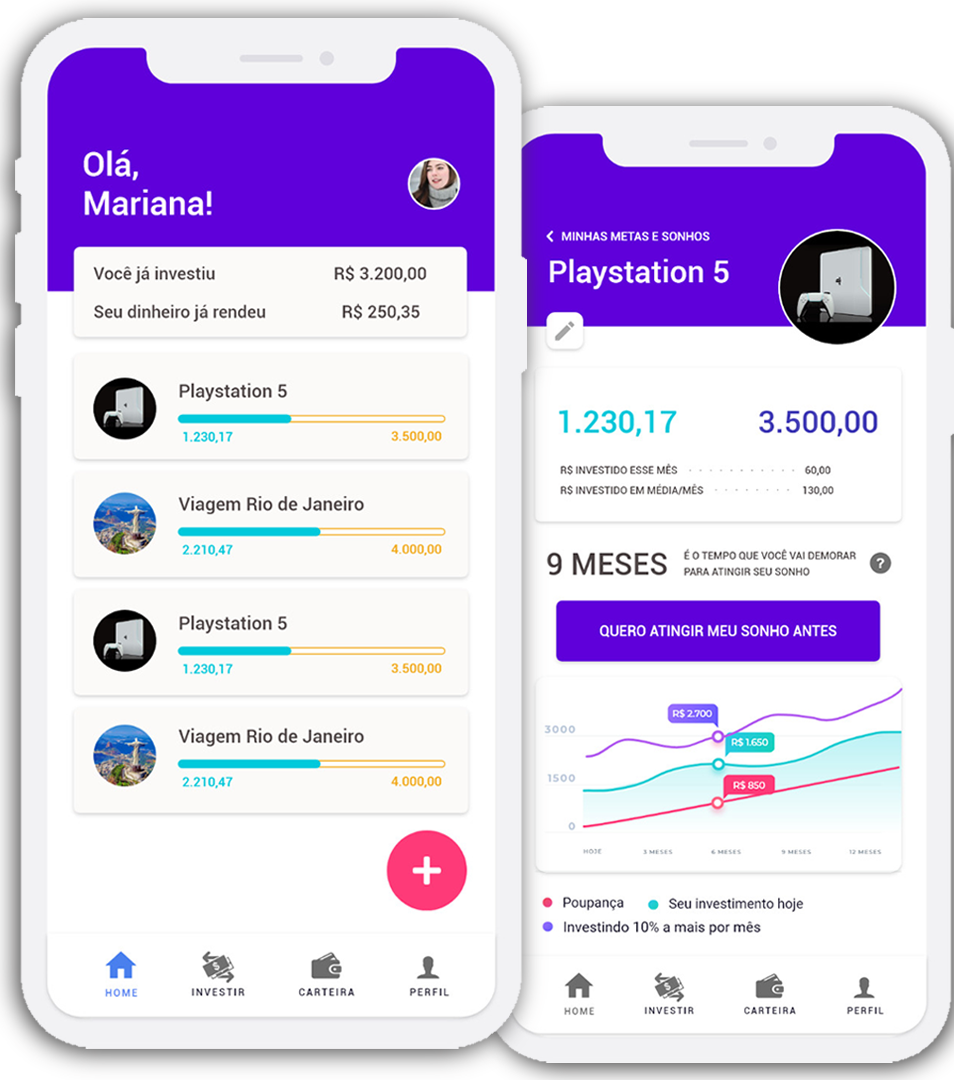 Olá,
Mariana!
Você já investiu R$ 3.200,00
Seu dinheiro já rendeu R$ 250,35
Playstation 5
1.230,17 3.500,00
Viagem Rio de Janeiro
2.210,47 4.000,00
Playstation 5
1.230,17 3.500,00
Viagem Rio de Janeiro
2.210,47 4.000,00
+
HOME INVESTIR CARTEIRA PERFIL
MINHAS METAS E SONHOS
Playstation 5
1.230,17 3.500,00
R$ INVESTIDO ESSE MÊS 60,00
R$ INVESTIDO EM MÉDIA/MÊS 130,00
9 MESES
É O TEMPO QUE VOCÊ VAI DEMORAR
PARA ATINGIR SEU SONHO
?
QUERO ATINGIR MEU SONHO ANTES
R$ 2.700
3000
R$ 1.650
1500
R$ 850
0
HOJE 3 MESES 6 MESES 9 MESES 12 MESES
Poupança Seu investimento hoje
Investindo 10% a mais por mês
HOME INVESTIR CARTEIRA PERFIL